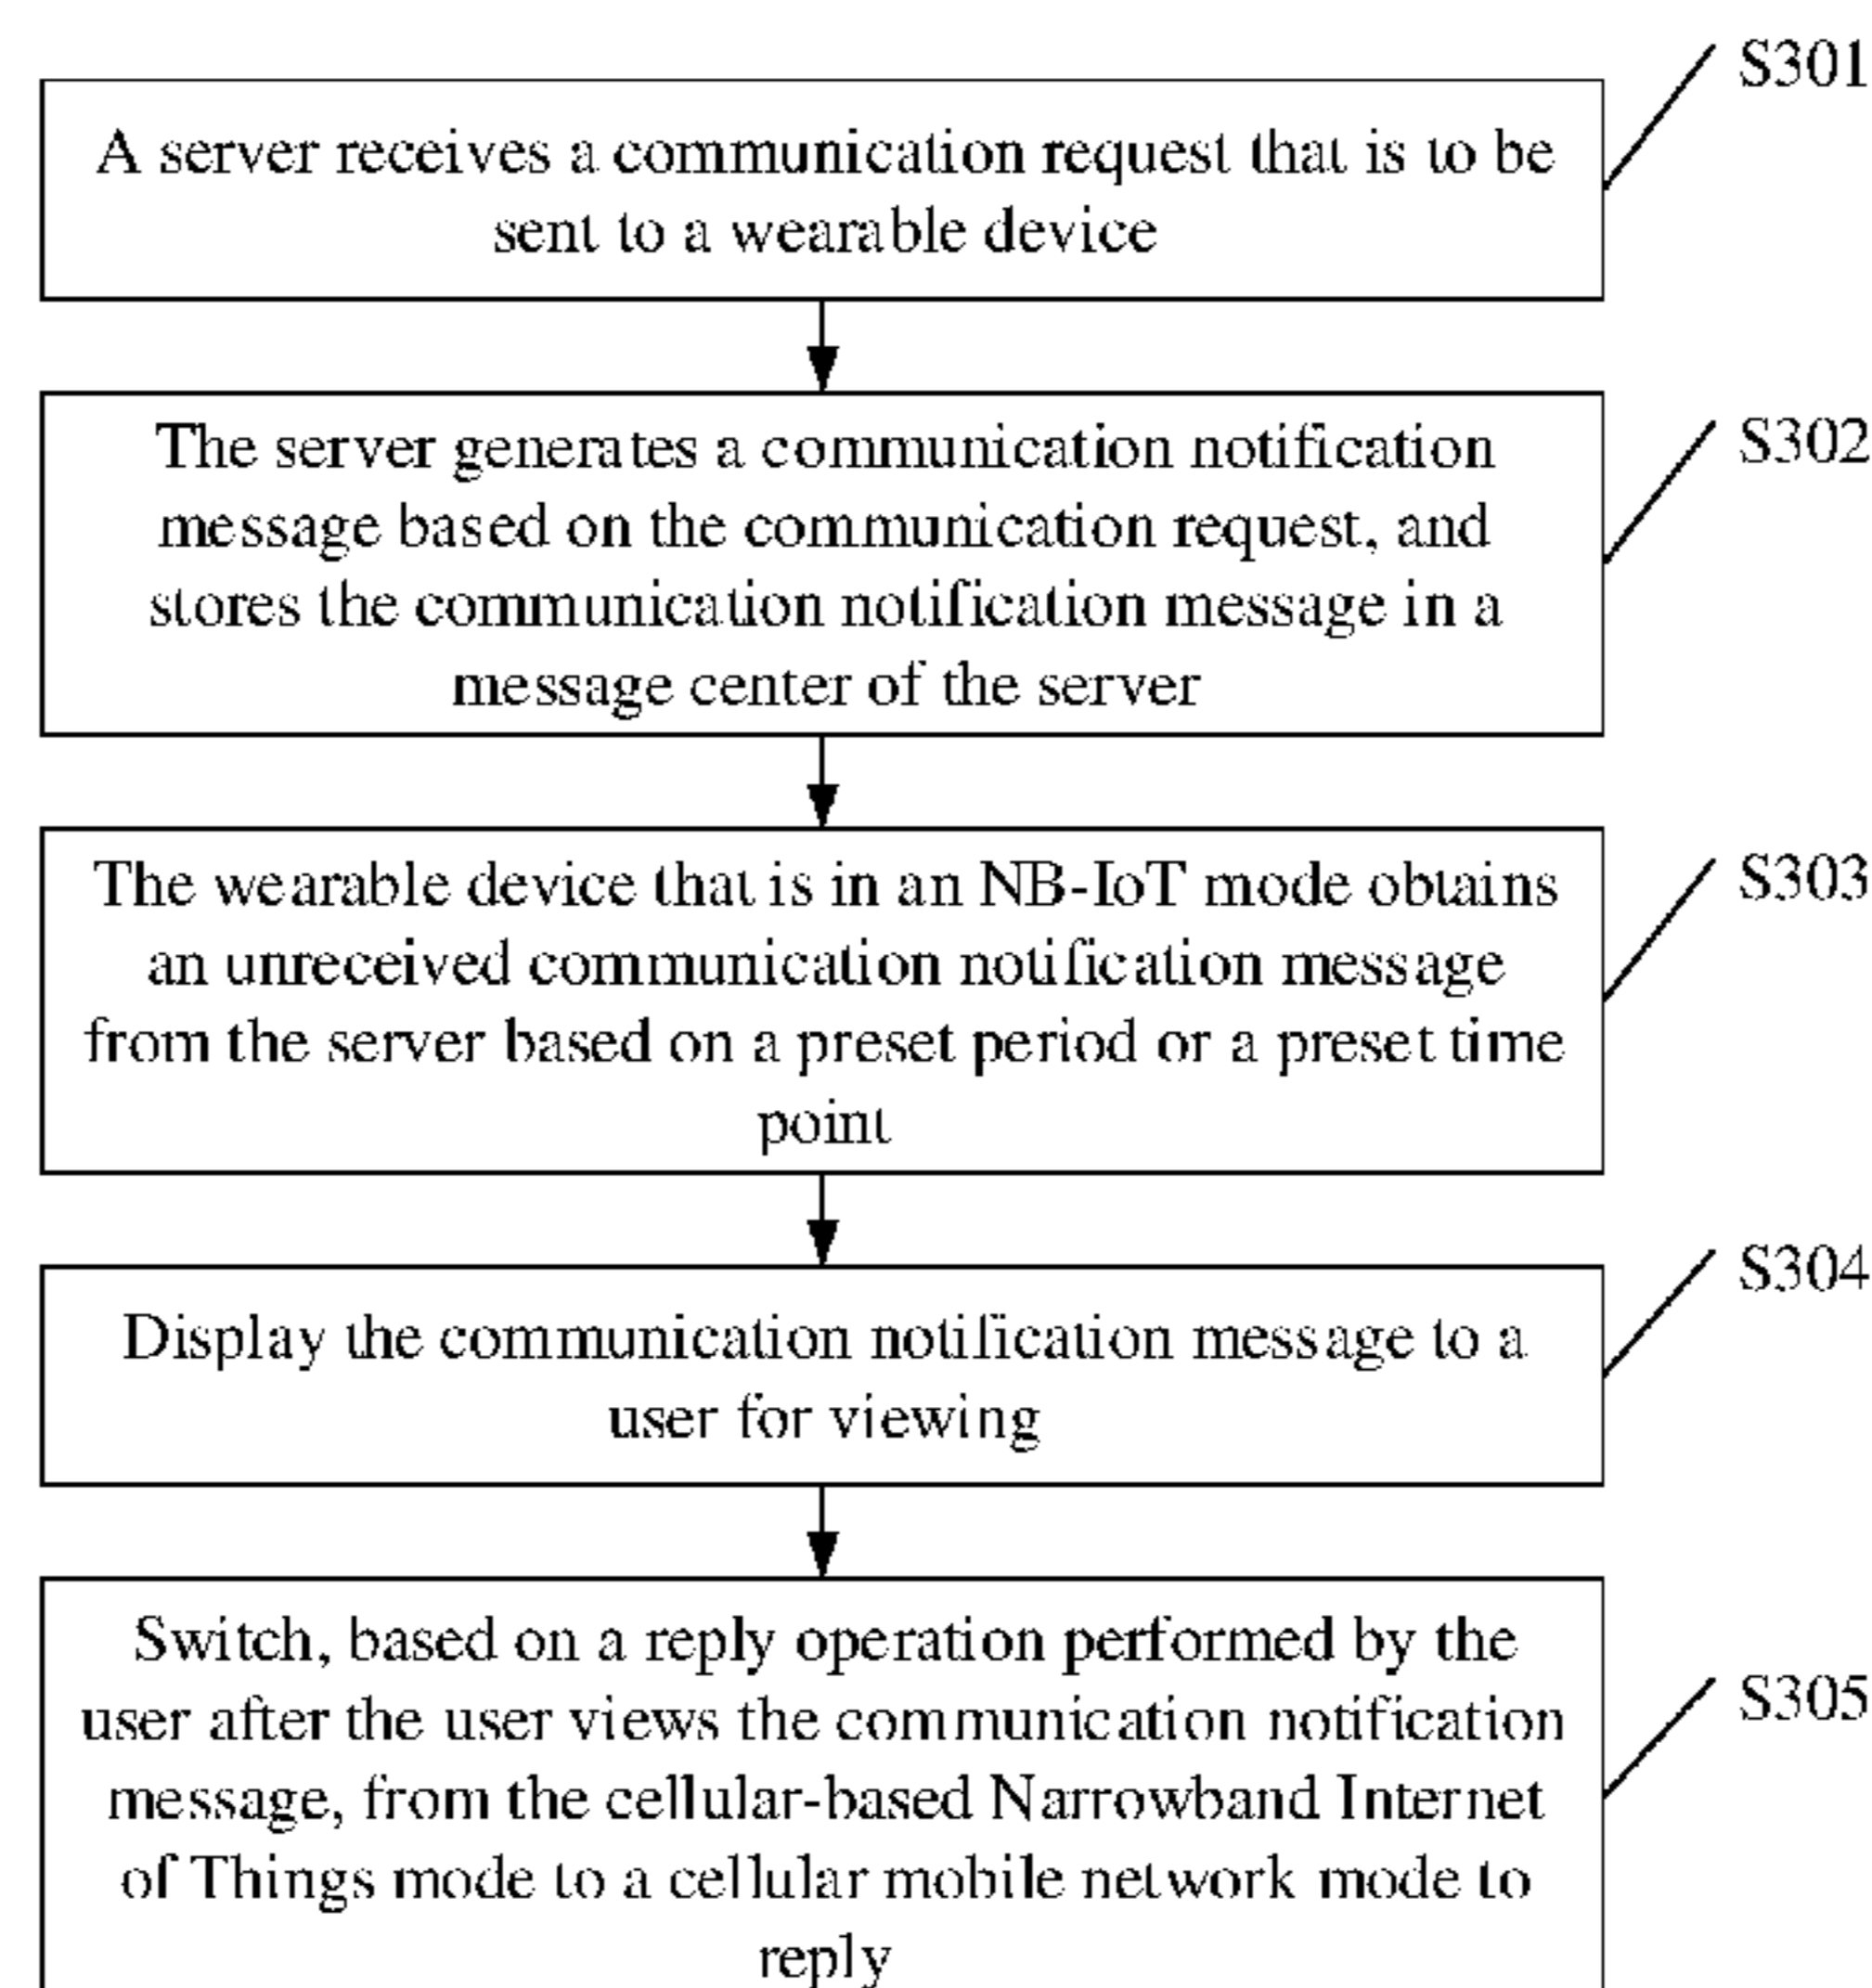 S301
A server receives a communication request that is to be
sent to a wearable device
S302
The server generates a communication notification
message based on the communication request, and
stores the communication notification message in a
message center of the server
S303
The wearable device that is in an NB-IoT mode obtains
an unreceived communication notification message
from the server based on a preset period or a preset time
point
S304
Display the communication notification message to a
user for viewing
S305
Switch, based on a reply operation performed by the
user after the user views the communication notification
message, from the cellular-based Narrowband Internet
of Things mode to a cellular mobile network mode to
reply